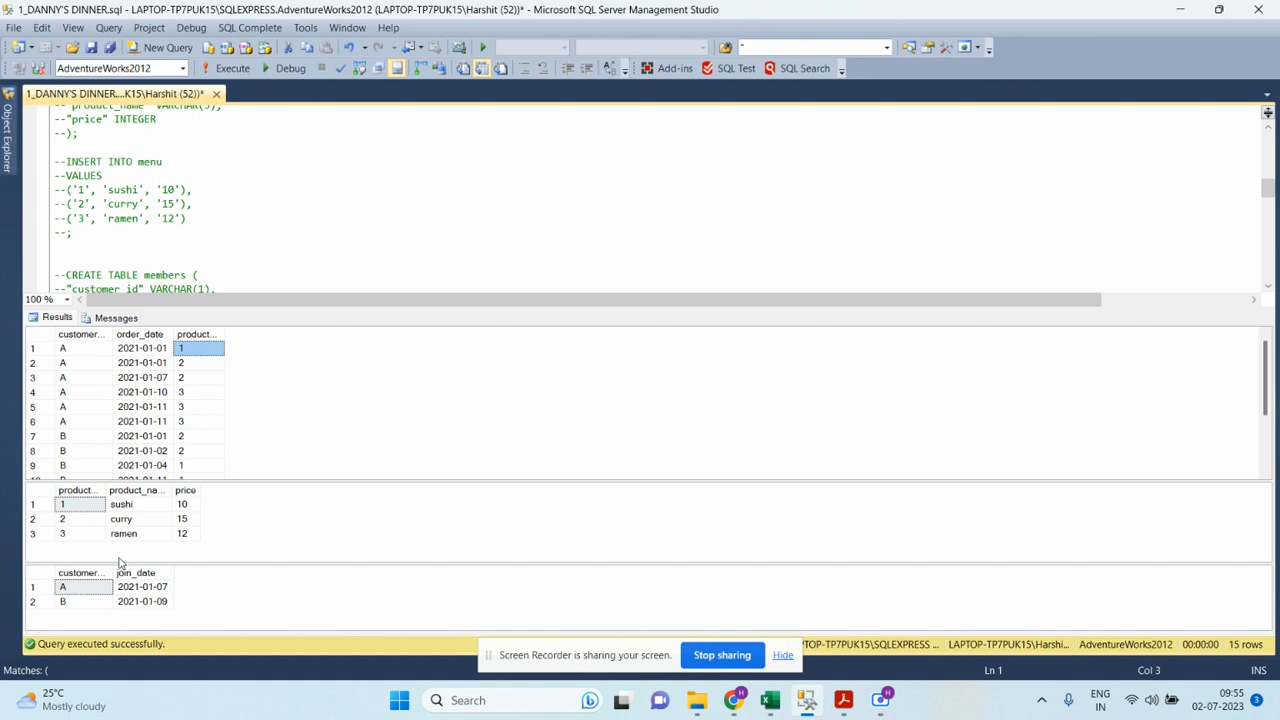 1_DANNY'S DINNER.sql - LAPTOP-TP7PUK15\SQLEXPRESS.AdventureWorks2012 (LAPTOP-TP7PUK15\Harshit (52))* - Microsoft SQL Server Management Studio
File Edit View Query Project Debug SQL Complete Tools Window Help
New Query
AdventureWorks2012 Execute Debug Add-ins SQL Test SQL Search
1_DANNY'S DINNER....K15\Harshit (52))*
Object Explorer
--"price" INTEGER
--);
--INSERT INTO menu
--VALUES
--('1', 'sushi', '10'),
--('2', 'curry', '15'),
--('3', 'ramen', '12')
--;
--CREATE TABLE members (
--"customer_id" VARCHAR(1),
100 %
Results Messages
customer... order_date product...
1 A 2021-01-01 1
2 A 2021-01-01 2
3 A 2021-01-07 2
4 A 2021-01-10 3
5 A 2021-01-11 3
6 A 2021-01-11 3
7 B 2021-01-01 2
8 B 2021-01-02 2
9 B 2021-01-04 1
product... product_na... price
1 1 sushi 10
2 2 curry 15
3 3 ramen 12
customer... join_date
1 A 2021-01-07
2 B 2021-01-09
Query executed successfully. TOP-TP7PUK15\SQLEXPRESS ... LAPTOP-TP7PUK15\Harshi... AdventureWorks2012 00:00:00 15 rows
Screen Recorder is sharing your screen. Stop sharing Hide
Matches: ( Ln 1 Col 3 INS
25°C
Mostly cloudy
Search
ENG
IN
09:55
02-07-2023
3